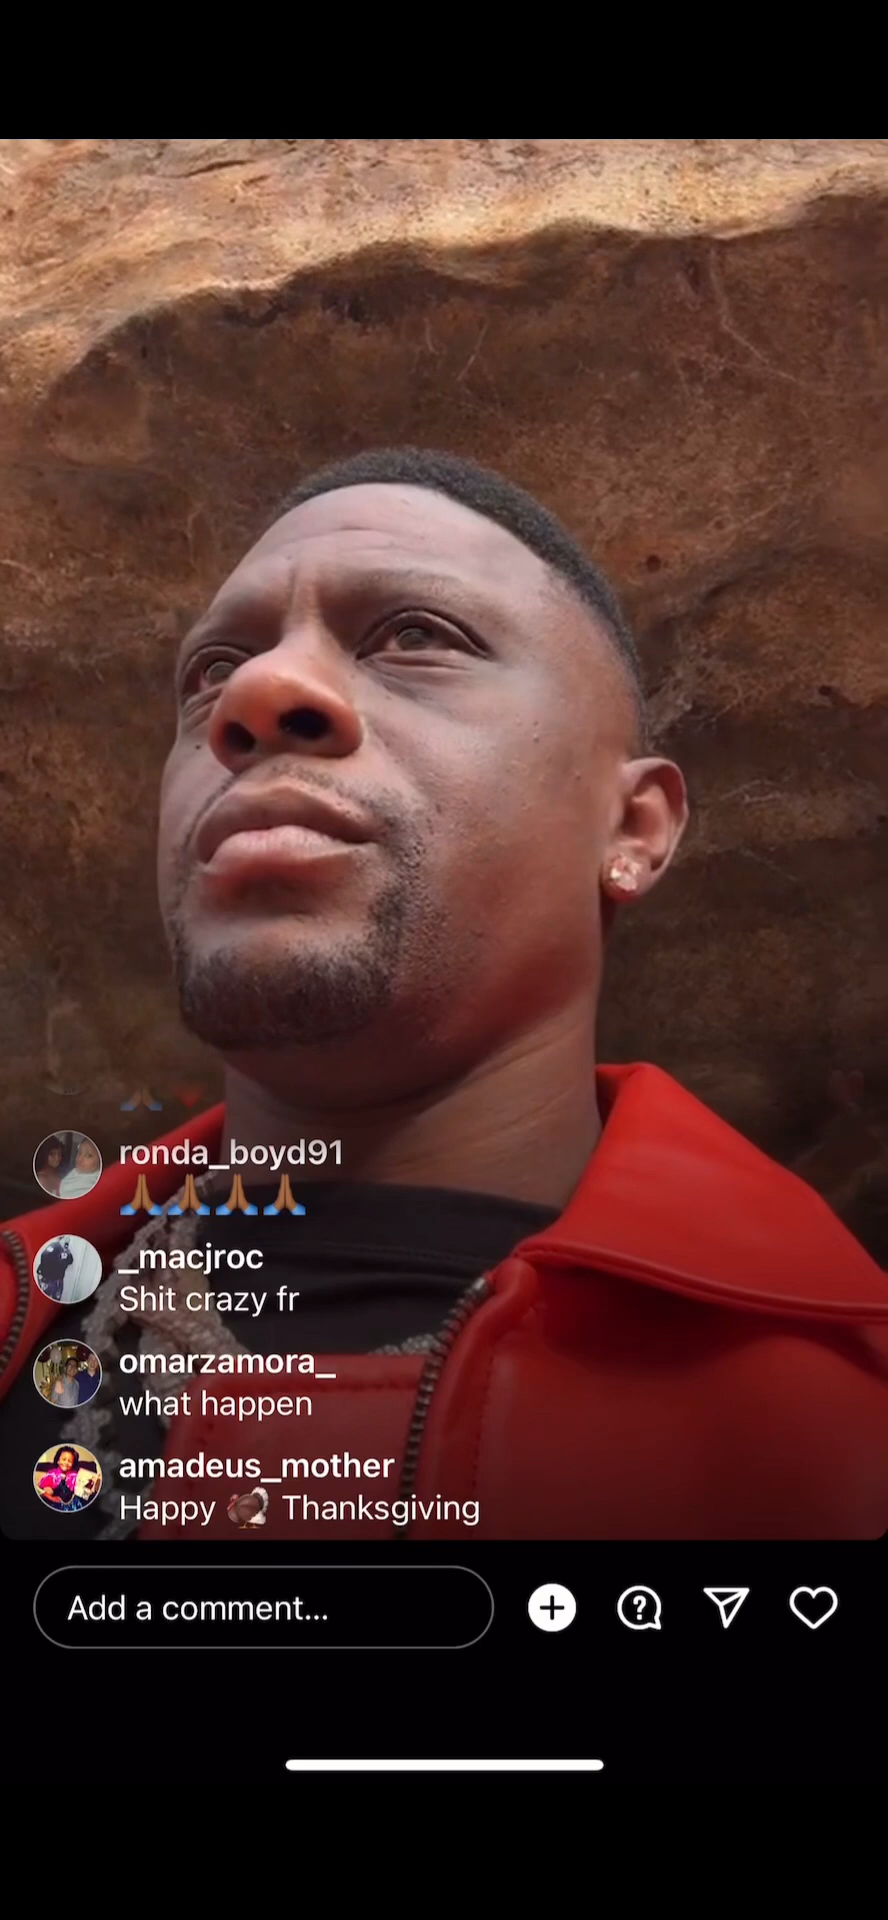 ronda_boyd91
🙏🏾🙏🏾🙏🏾🙏🏾
_macjroc
Shit crazy fr
omarzamora_
what happen
amadeus_mother
Happy 🦃 Thanksgiving
Add a comment...